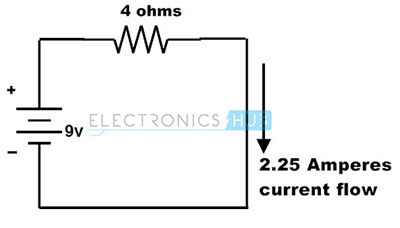 4 ohms
+
ELECTRONICS HUB
9v
−
2.25 Amperes
current flow